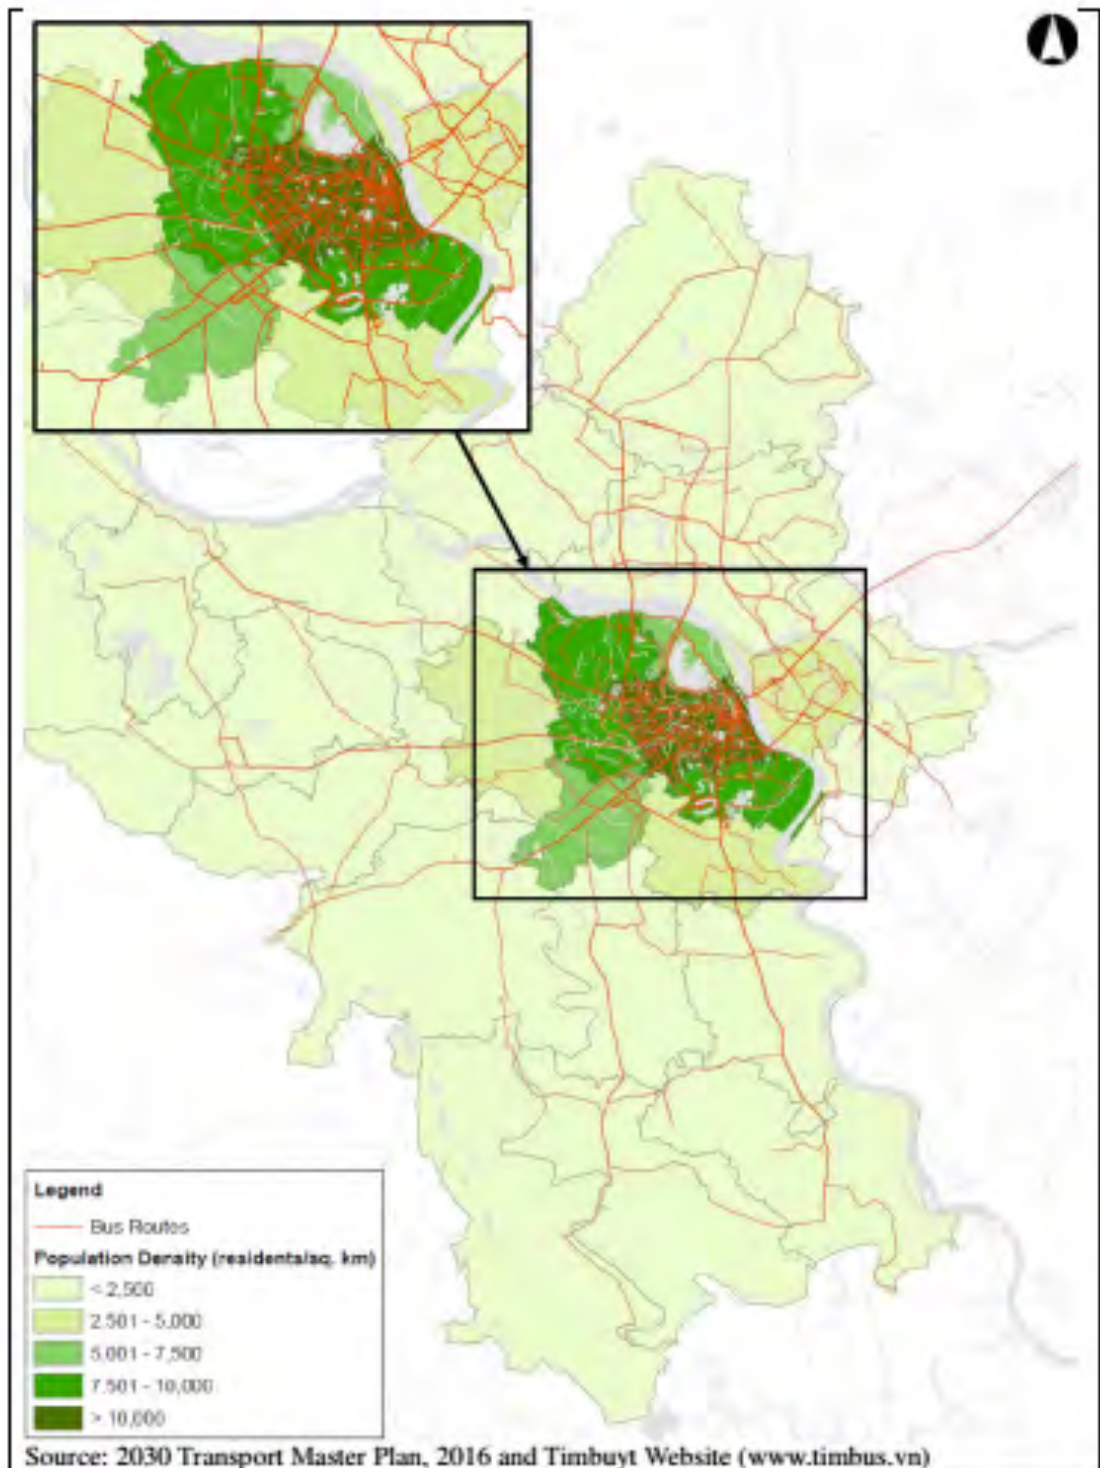 Legend
Bus Routes
Population Density (residents/sq. km)
< 2,500
2,501 - 5,000
5,001 - 7,500
7,501 - 10,000
> 10,000
Source: 2030 Transport Master Plan, 2016 and Timbuyt Website (www.timbus.vn)